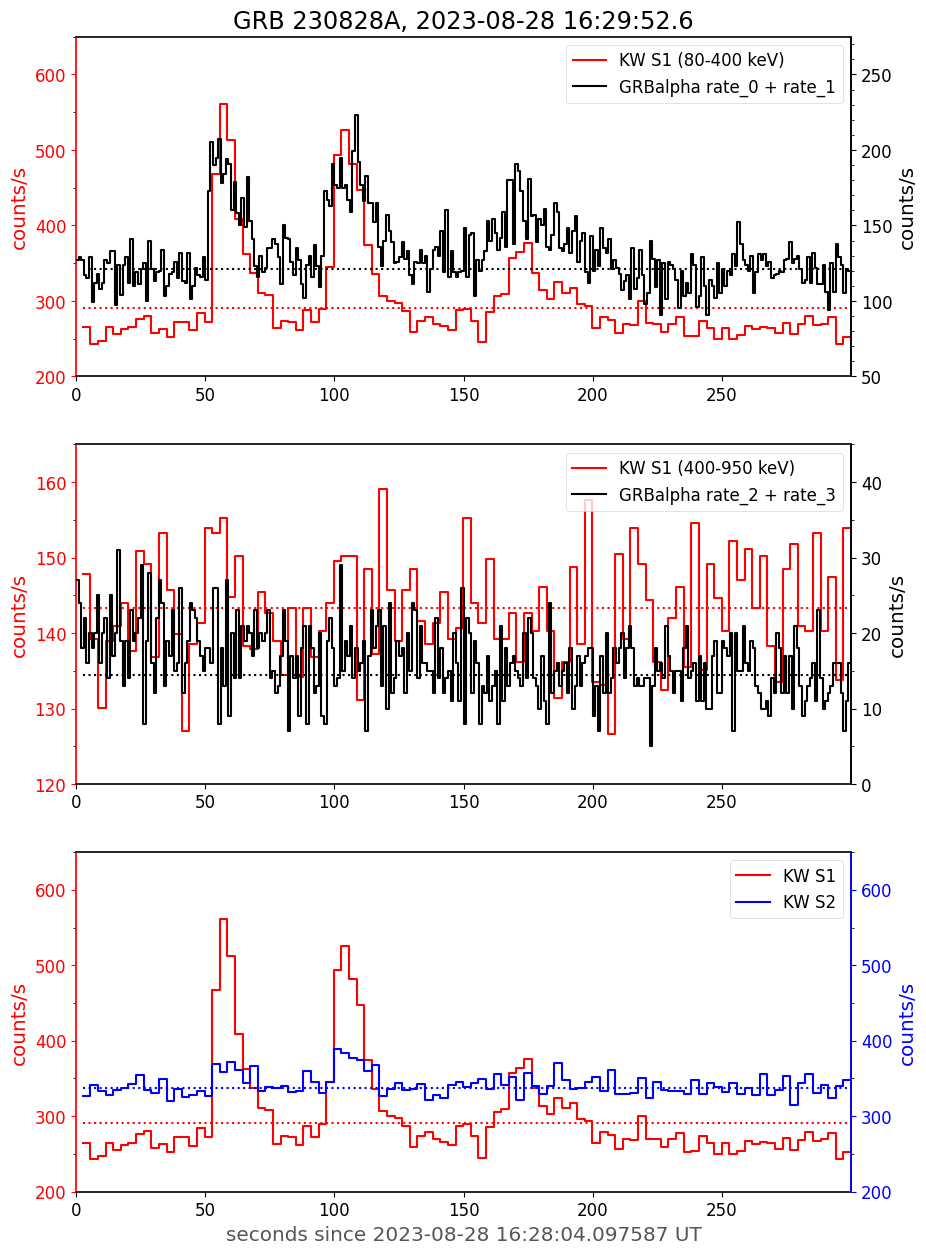 GRB 230828A, 2023-08-28 16:29:52.6
KW S1 (80-400 keV)
GRBalpha rate_0 + rate_1
counts/s
counts/s
600
500
400
300
200
250
200
150
100
50
0 50 100 150 200 250
KW S1 (400-950 keV)
GRBalpha rate_2 + rate_3
counts/s
counts/s
160
150
140
130
120
40
30
20
10
0
0 50 100 150 200 250
KW S1
KW S2
counts/s
counts/s
600
500
400
300
200
600
500
400
300
200
0 50 100 150 200 250
seconds since 2023-08-28 16:28:04.097587 UT